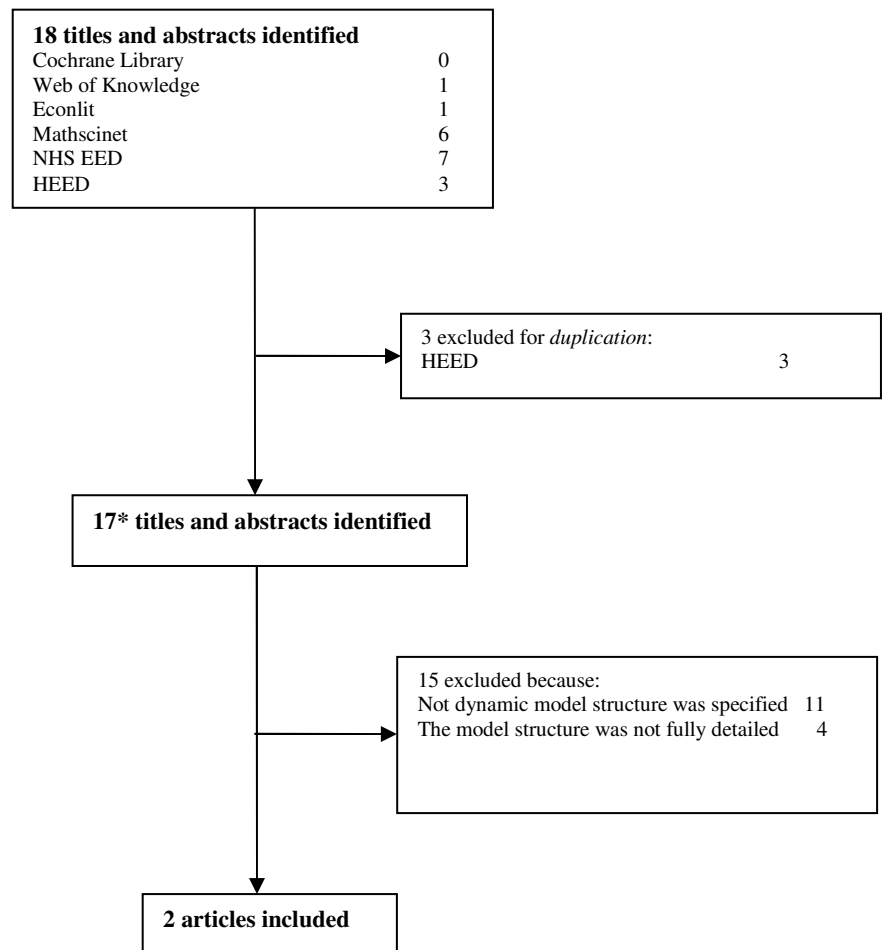 18 titles and abstracts identified
Cochrane Library 0
Web of Knowledge 1
Econlit 1
Mathscinet 6
NHS EED 7
HEED 3
3 excluded for duplication:
HEED 3
17* titles and abstracts identified
15 excluded because:
Not dynamic model structure was specified 11
The model structure was not fully detailed 4
2 articles included